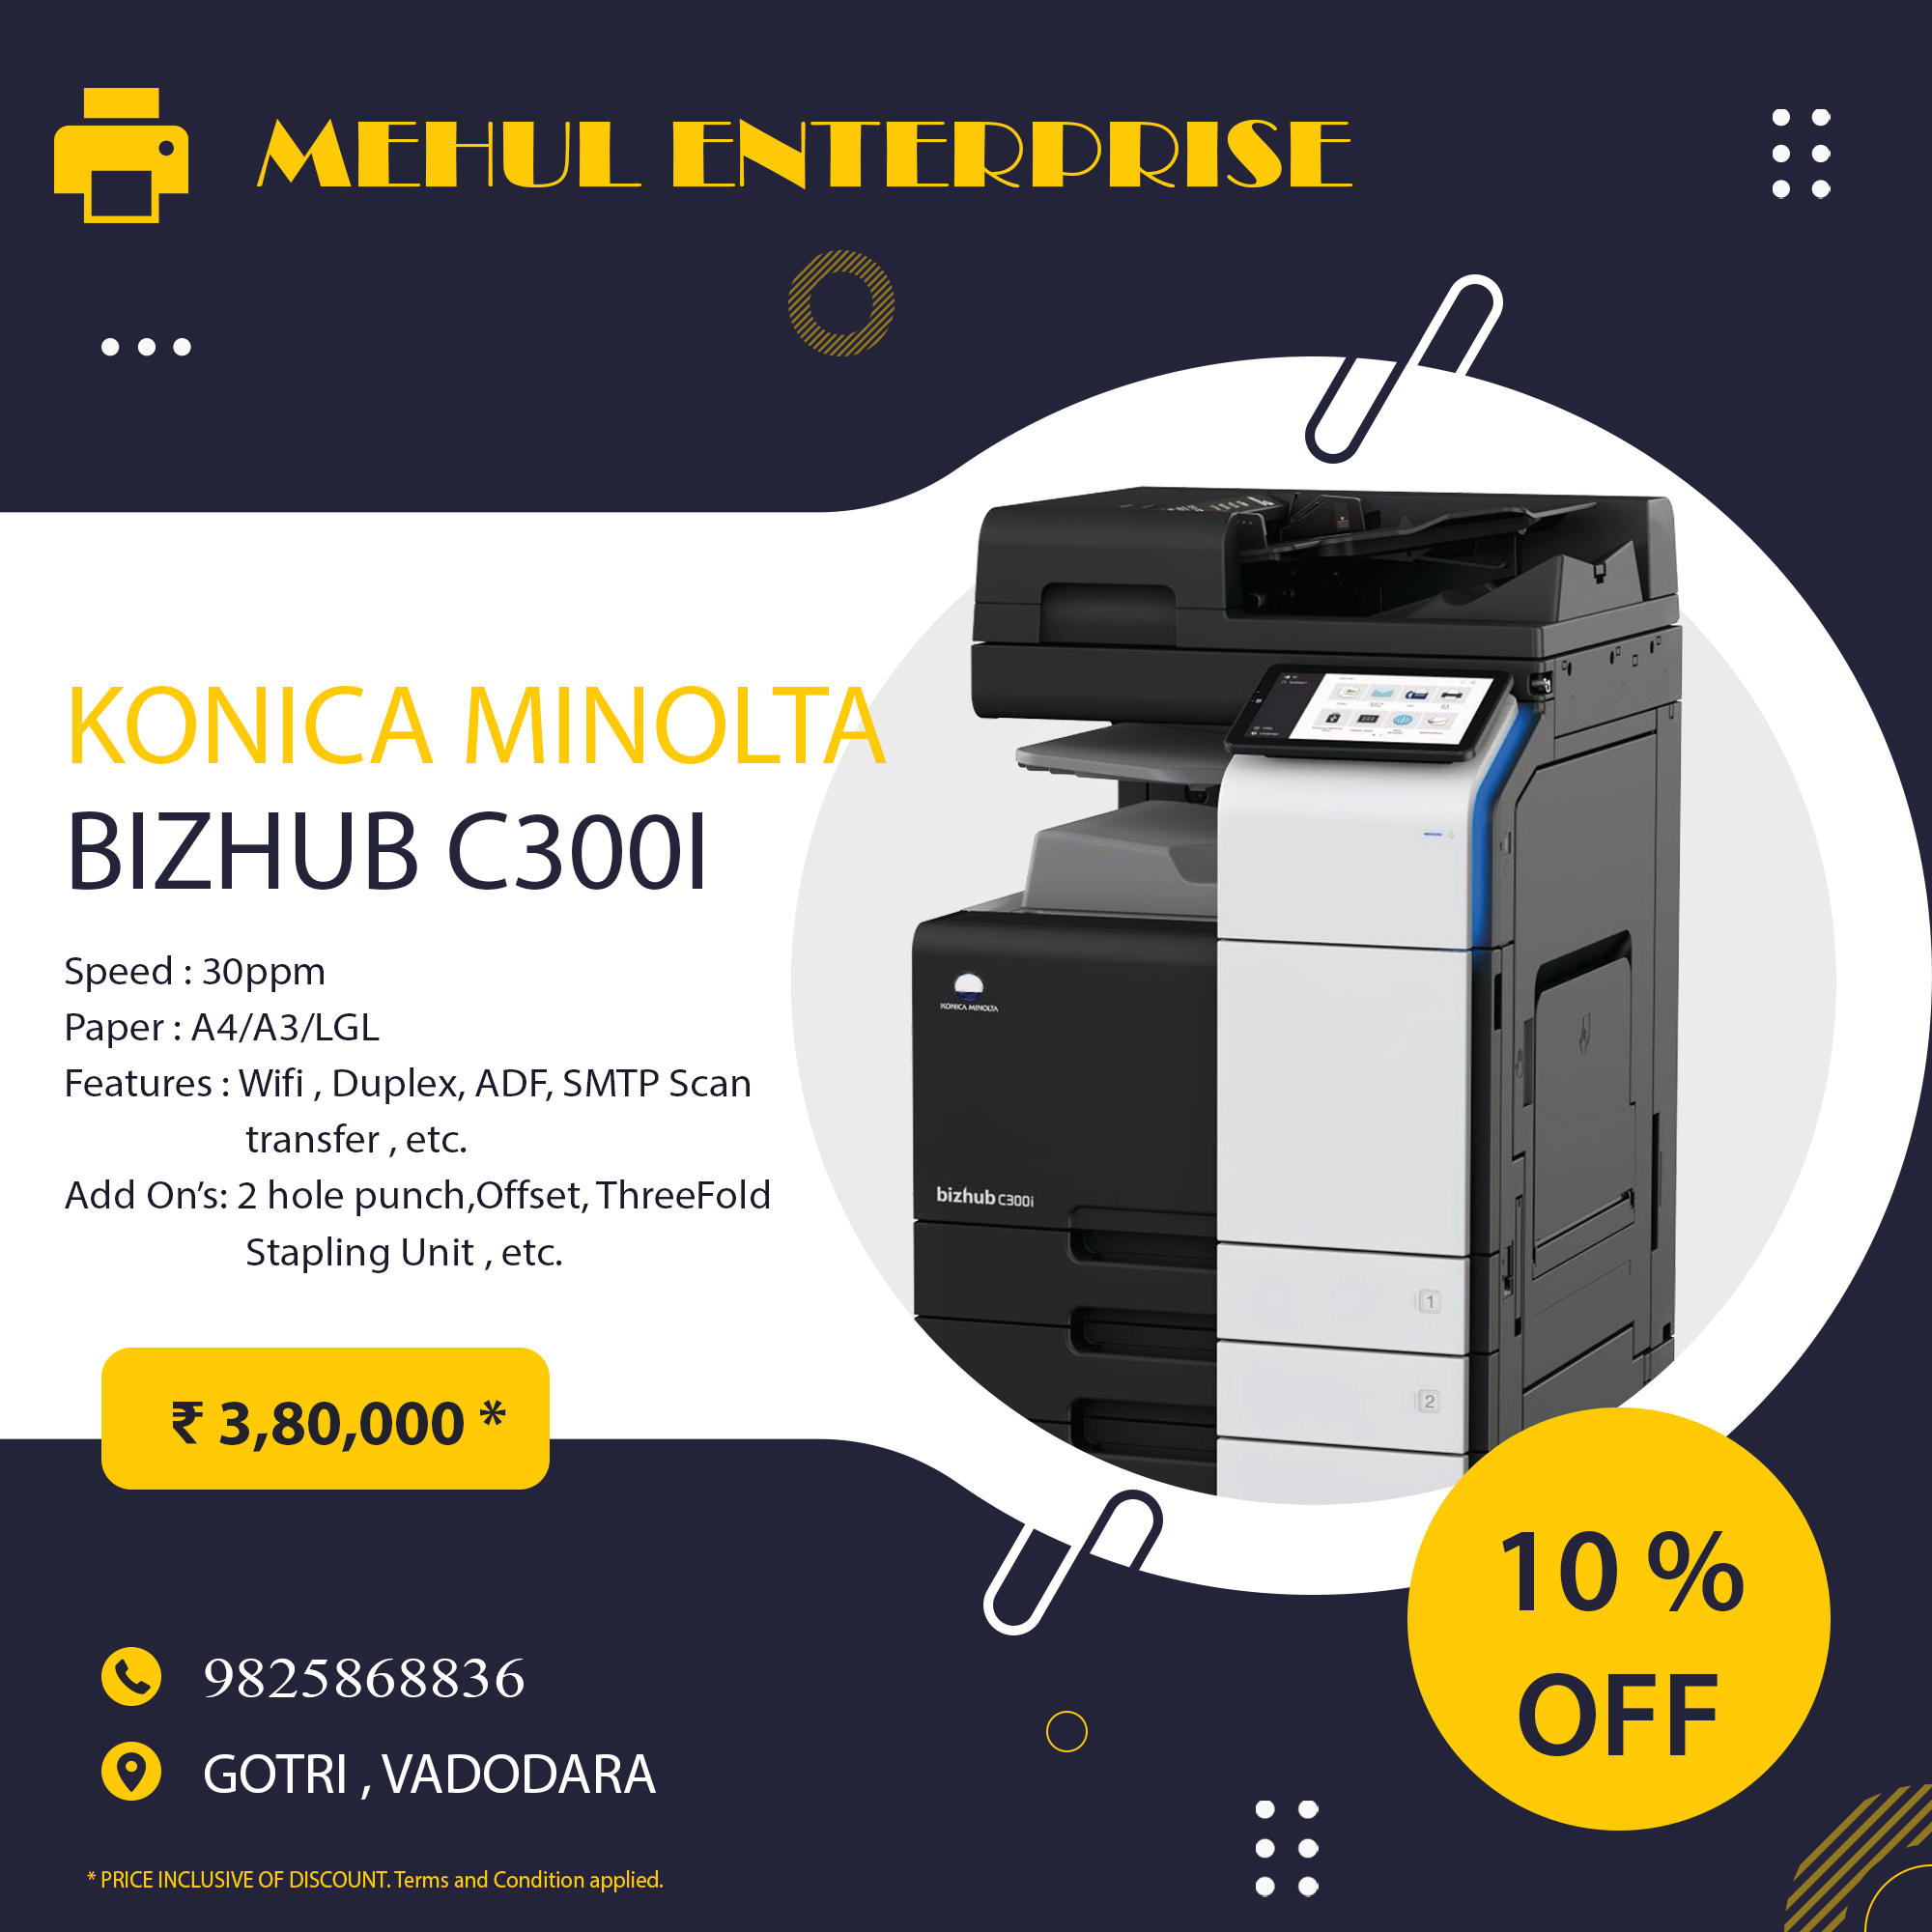 MEHUL ENTERPRISE
KONICA MINOLTA
BIZHUB C300I
Speed : 30ppm
Paper : A4/A3/LGL
Features : Wifi , Duplex, ADF, SMTP Scan
transfer , etc.
Add On’s: 2 hole punch,Offset, ThreeFold
Stapling Unit , etc.
KONICA MINOLTA
bizhub C300i
1
2
₹ 3,80,000 *
10 %
OFF
9825868836
GOTRI , VADODARA
* PRICE INCLUSIVE OF DISCOUNT. Terms and Condition applied.